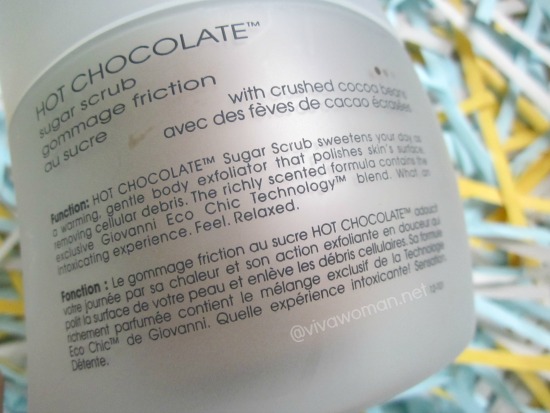 HOT CHOCOLATE™
sugar scrub
gommage friction
au sucre
with crushed cocoa beans
avec des fèves de cacao écrasées
Function: HOT CHOCOLATE™ Sugar Scrub sweetens your day as
a warming, gentle body exfoliator that polishes skin's surface,
removing cellular debris. The richly scented formula contains the
exclusive Giovanni Eco Chic Technology™ blend. What an
intoxicating experience. Feel. Relaxed.
Fonction : Le gommage friction au sucre HOT CHOCOLATE™ adoucit
votre journée par sa chaleur et son action exfoliante en douceur qui
polit la surface de votre peau et enlève les débris cellulaires. Sa formule
richement parfumée contient le mélange exclusif de la Technologie
Eco Chic™ de Giovanni. Quelle expérience intoxicante! Sensation.
Détente.
@vivawoman.net